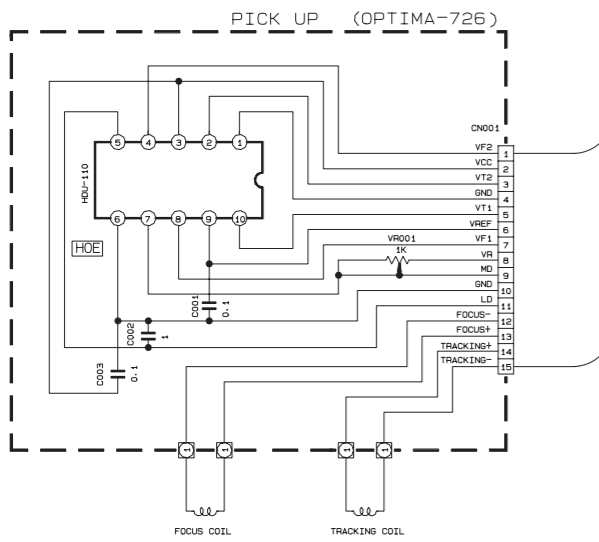 PICK UP (OPTIMA-726)
CN001
VF2 1
VCC 2
VT2 3
GND 4
VT1 5
VREF 6
VF1 7
VR 8
MD 9
GND 10
LD 11
FOCUS- 12
FOCUS+ 13
TRACKING+ 14
TRACKING- 15
5 4 3 2 1
HDU-110
6 7 8 9 10
HOE
VR001
1K
C001
0.1
C002
1
C003
0.1
1 1 1 1
FOCUS COIL
TRACKING COIL